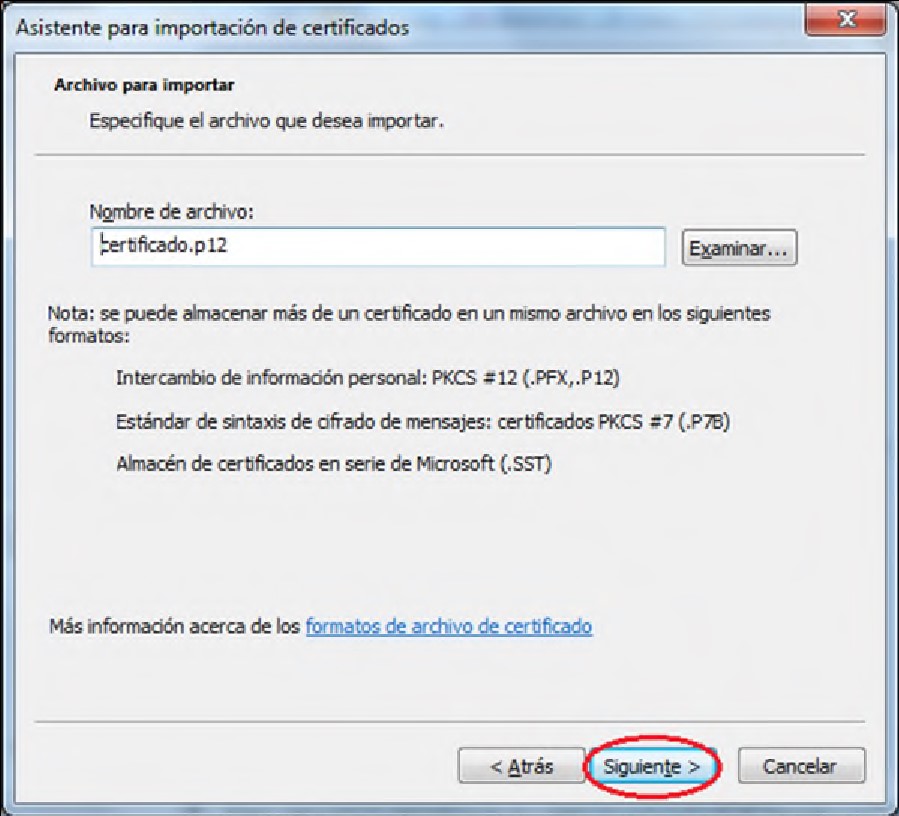 Asistente para importación de certificados
Archivo para importar
Especifique el archivo que desea importar.
Nombre de archivo:
certificado.p12
Examinar...
Nota: se puede almacenar más de un certificado en un mismo archivo en los siguientes
formatos:
Intercambio de información personal: PKCS #12 (.PFX,.P12)
Estándar de sintaxis de cifrado de mensajes: certificados PKCS #7 (.P7B)
Almacén de certificados en serie de Microsoft (.SST)
Más información acerca de los formatos de archivo de certificado
< Atrás
Siguiente >
Cancelar